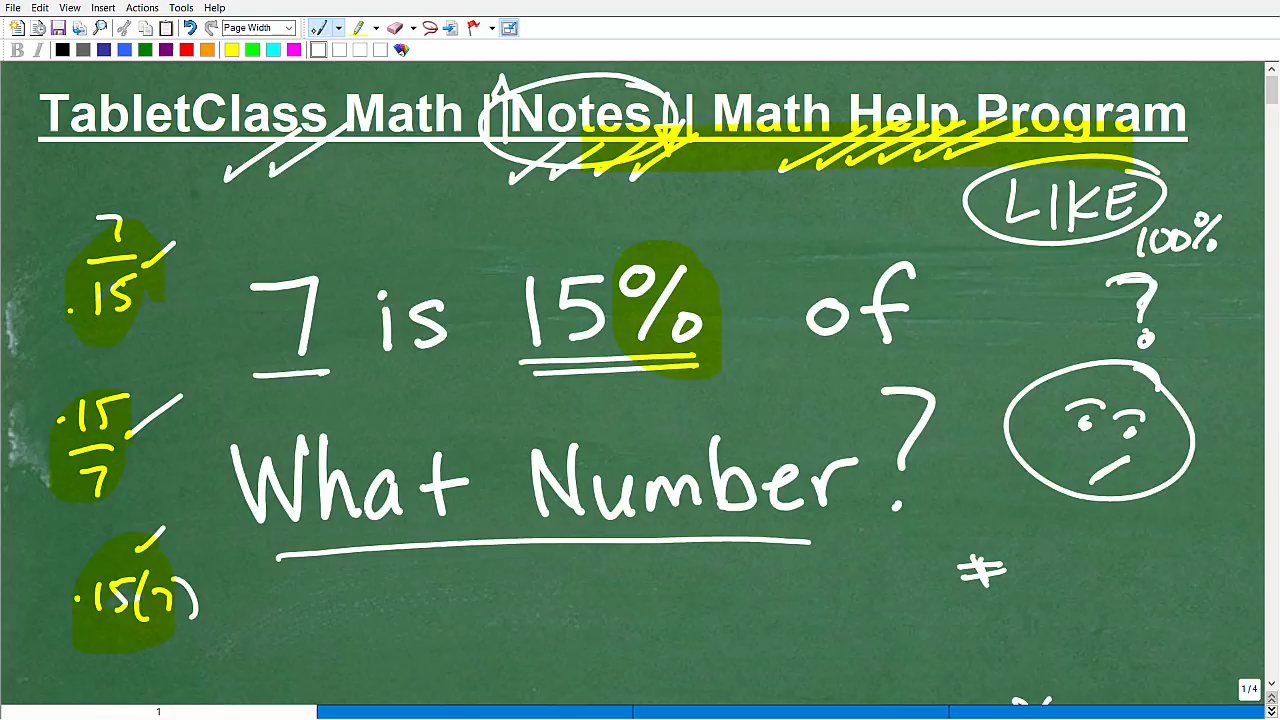 File Edit View Insert Actions Tools Help
Page Width
B I
TabletClass Math | Notes | Math Help Program
LIKE
100%
7
.15
7 is 15% of
?
.15
7
What Number?
.15(7)
1/4
1